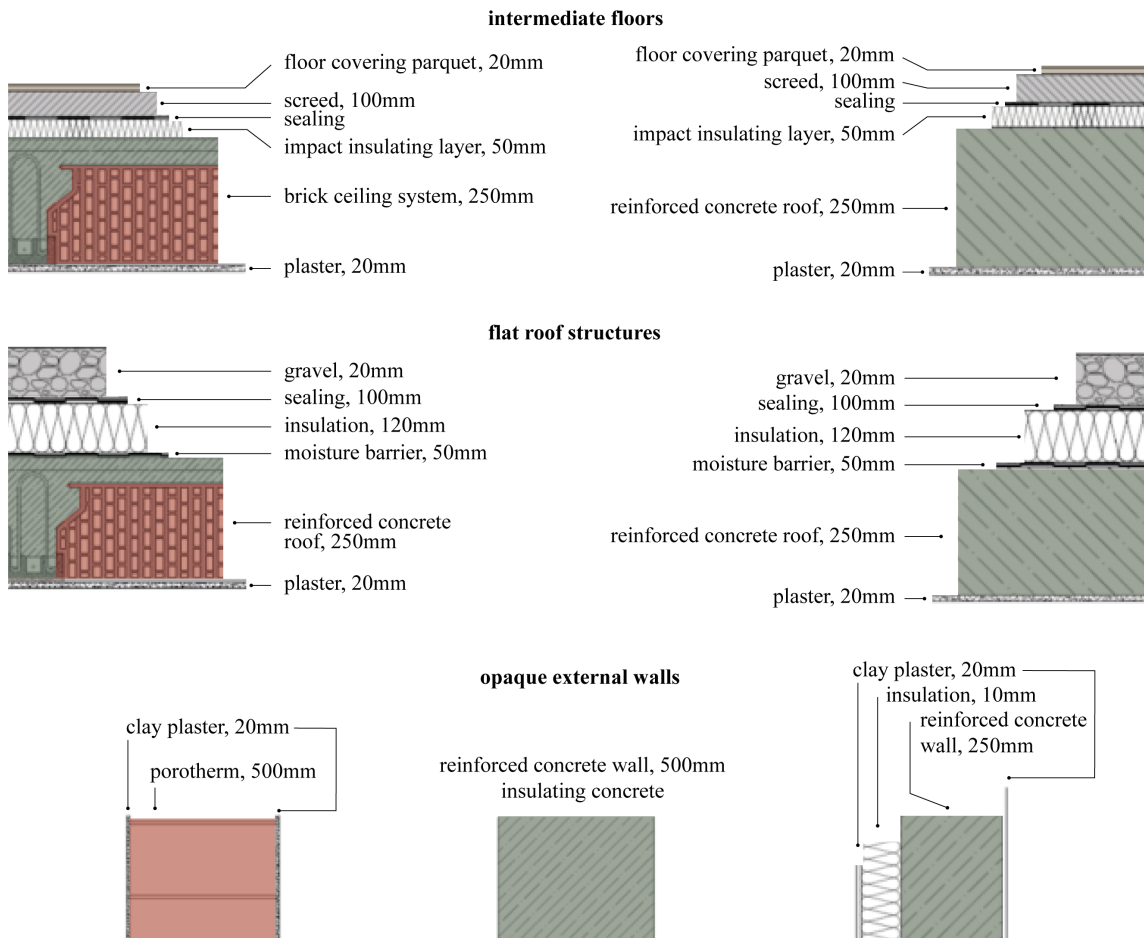 intermediate floors
floor covering parquet, 20mm
screed, 100mm
sealing
impact insulating layer, 50mm
brick ceiling system, 250mm
plaster, 20mm
floor covering parquet, 20mm
screed, 100mm
sealing
impact insulating layer, 50mm
reinforced concrete roof, 250mm
plaster, 20mm
flat roof structures
gravel, 20mm
sealing, 100mm
insulation, 120mm
moisture barrier, 50mm
reinforced concrete
roof, 250mm
plaster, 20mm
gravel, 20mm
sealing, 100mm
insulation, 120mm
moisture barrier, 50mm
reinforced concrete roof, 250mm
plaster, 20mm
opaque external walls
clay plaster, 20mm
porotherm, 500mm
reinforced concrete wall, 500mm
insulating concrete
clay plaster, 20mm
insulation, 10mm
reinforced concrete
wall, 250mm